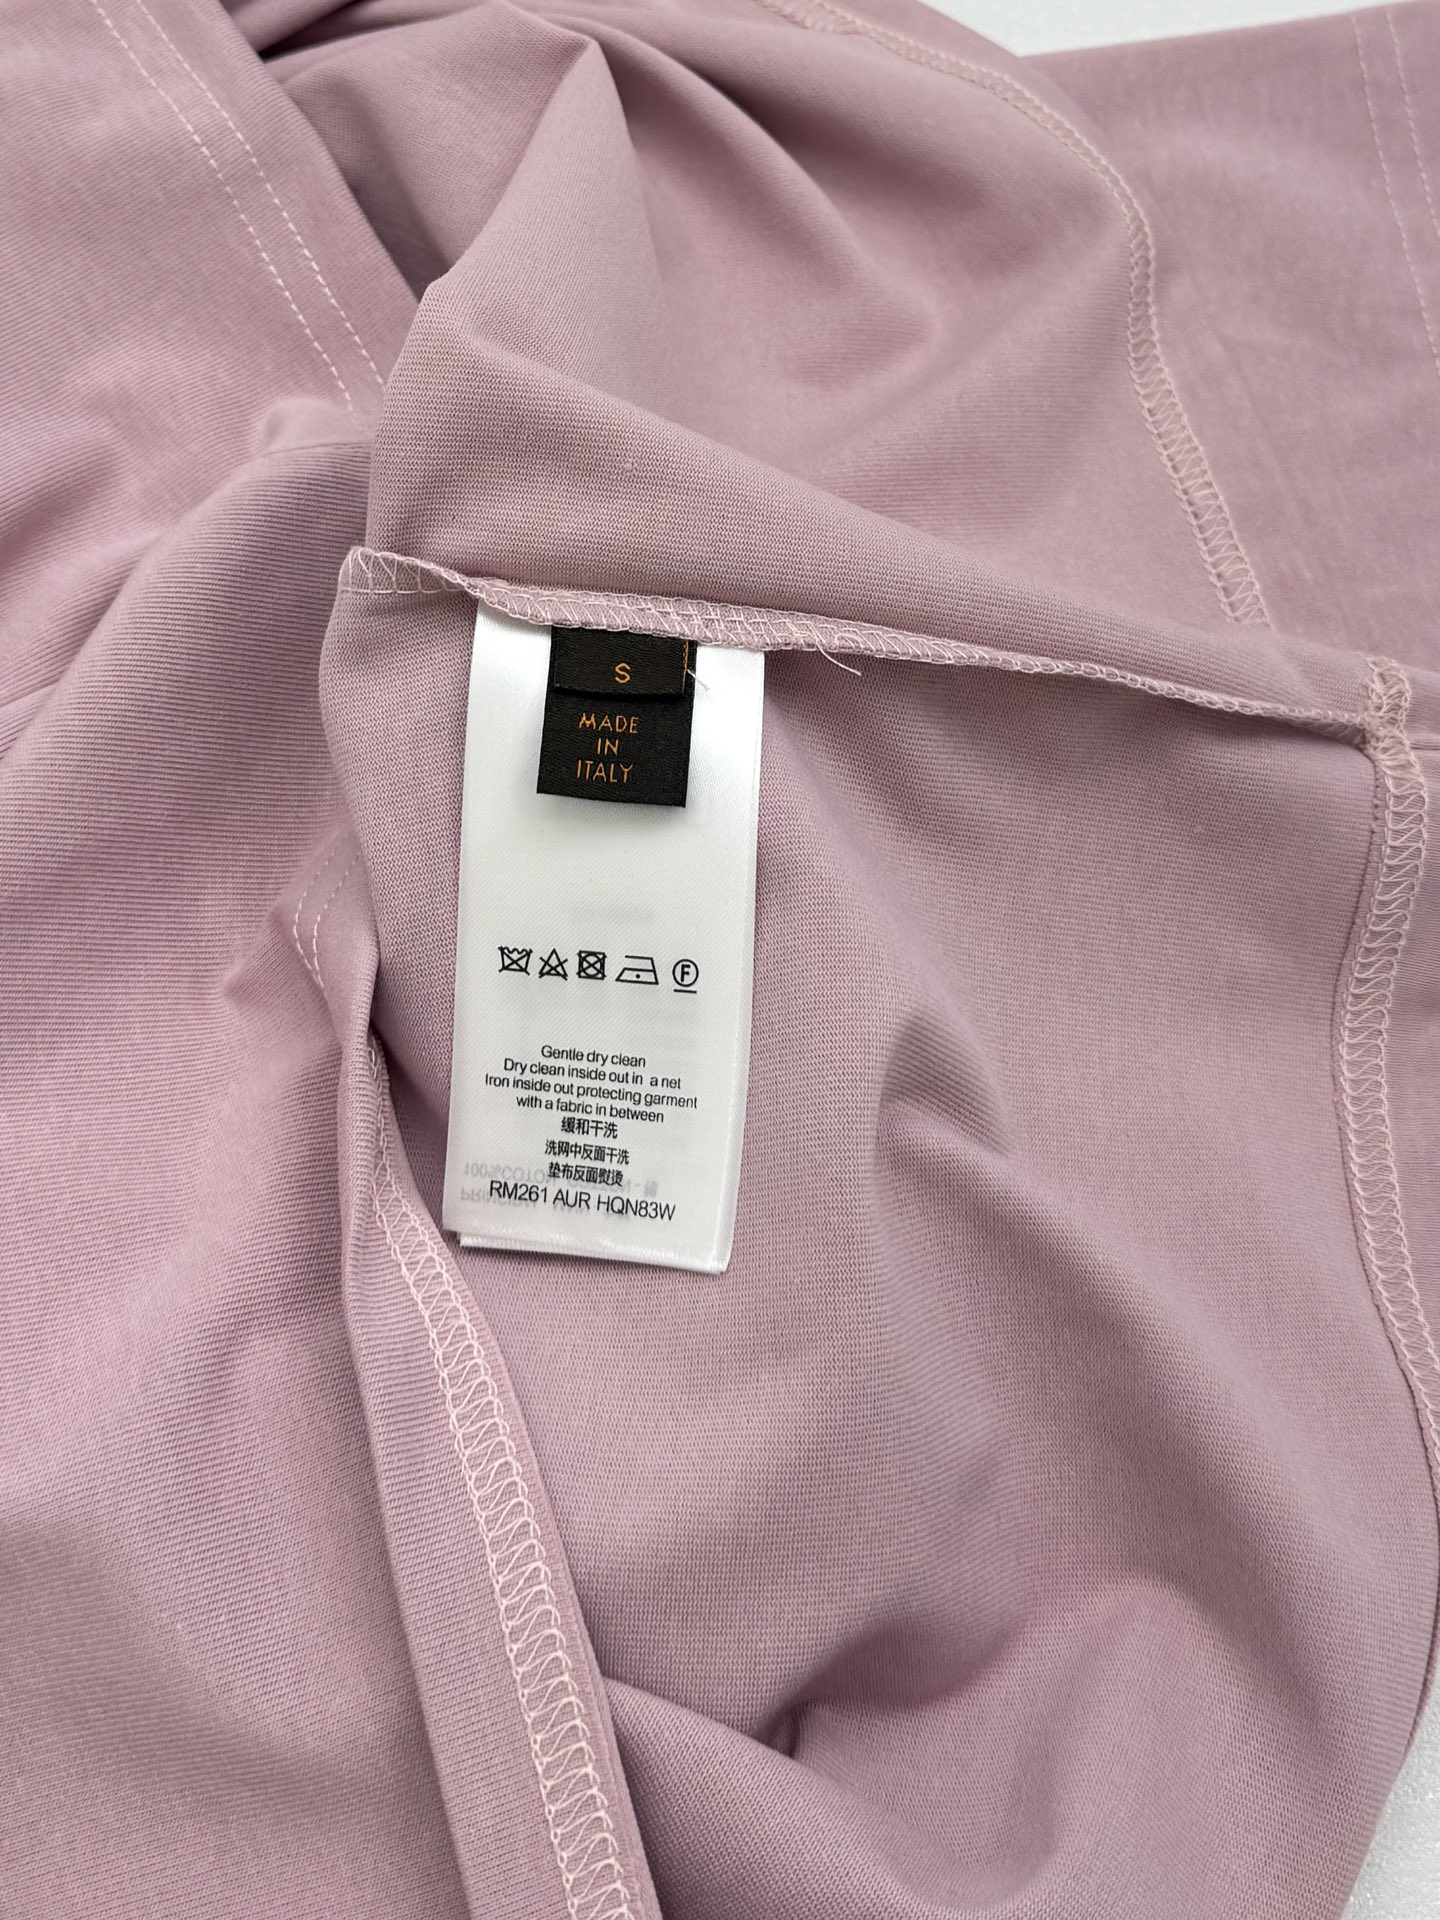 S
MADE
IN
ITALY
F
Gentle dry clean
Dry clean inside out in a net
Iron inside out protecting garment
with a fabric in between
缓和干洗
洗网中反面干洗
垫布反面熨烫
RM261 AUR HQN83W